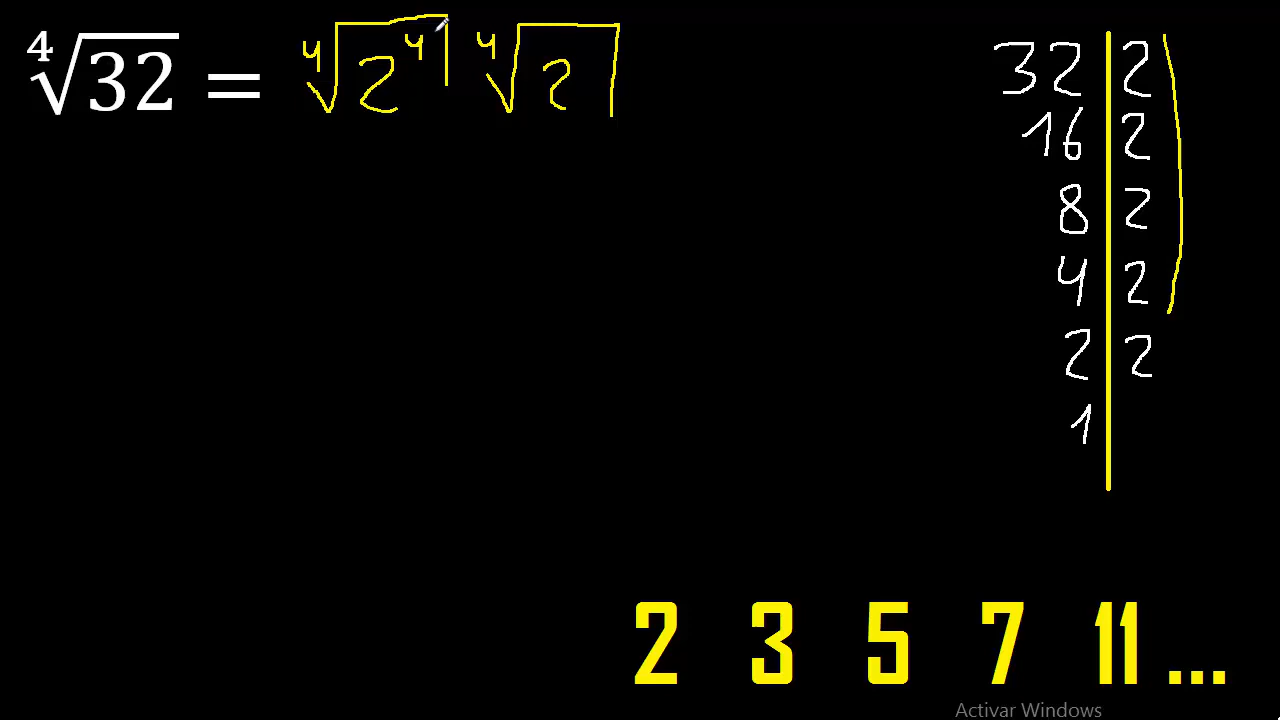 ⁴√32 = ⁴√2⁴ ⁴√2
32 | 2
16 | 2
8 | 2
4 | 2
2 | 2
1 |
2 3 5 7 11 ...
Activar Windows